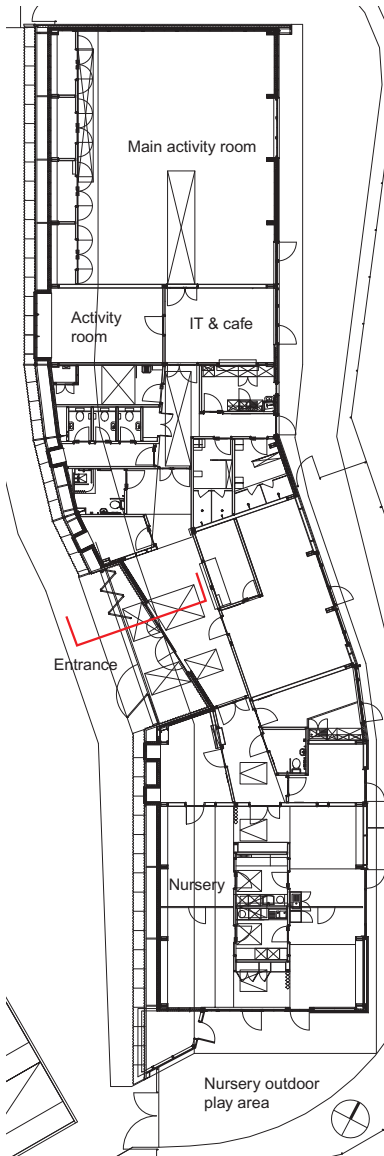 Main activity room
Activity
room
IT & cafe
Entrance
Nursery
Nursery outdoor
play area